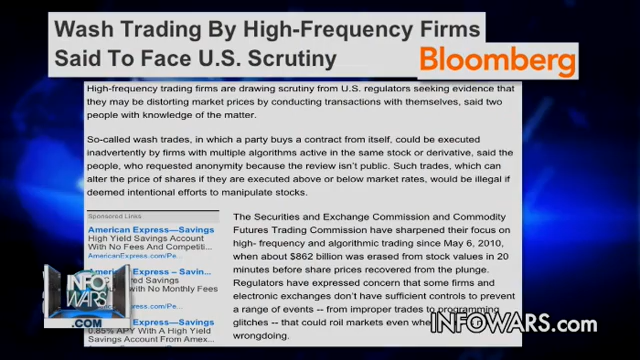 Wash Trading By High-Frequency Firms
Said To Face U.S. Scrutiny
Bloomberg
High-frequency trading firms are drawing scrutiny from U.S. regulators seeking evidence that
they may be distorting market prices by conducting transactions with themselves, said two
people with knowledge of the matter.
So-called wash trades, in which a party buys a contract from itself, could be executed
inadvertently by firms with multiple algorithms active in the same stock or derivative, said the
people, who requested anonymity because the review isn't public. Such trades, which can
alter the price of shares if they are executed above or below market rates, would be illegal if
deemed intentional efforts to manipulate stocks.
Sponsored Links
American Express—Savings
High Yield Savings Account
With No Fees And Competiti...
AmericanExpress.com/Pe...
American Express – Savin...
Savings
With No Monthly Fees
press.com/Pe...
Express—Savings
0.85% APY With A High Yield
Savings Account From Amex...
The Securities and Exchange Commission and Commodity
Futures Trading Commission have sharpened their focus on
high- frequency and algorithmic trading since May 6, 2010,
when about $862 billion was erased from stock values in 20
minutes before share prices recovered from the plunge.
Regulators have expressed concern that some firms and
electronic exchanges don't have sufficient controls to prevent
a range of events -- from improper trades to programming
glitches -- that could roil markets even
wrongdoing.
INFO
WARS
.COM
INFOWARS.com